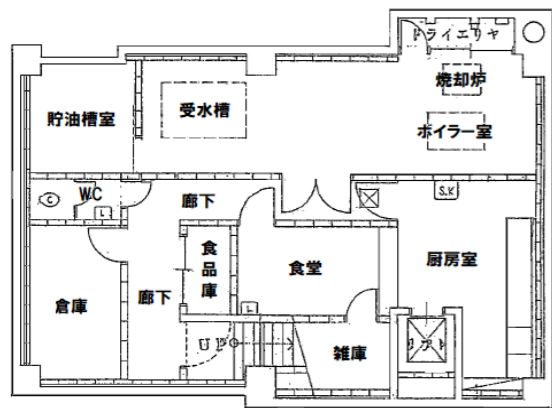 ドライエリヤ
焼却炉
貯油槽室
受水槽
ボイラー室
WC
C
L
廊下
S.K
食品庫
食堂
厨房室
倉庫
廊下
L
UP
リフト
雑庫